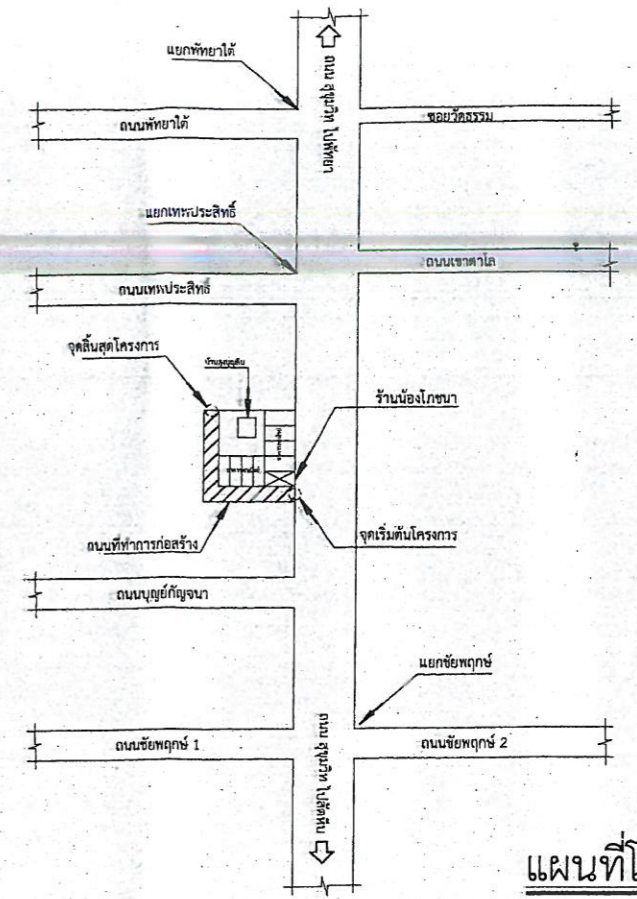 แยกพัทยาใต้
ถนน สุขุมวิท ไปพัทยา
ถนนพัทยาใต้
ซอยวัดธรรม
แยกเทพประสิทธิ์
ถนนเขาตาโล
ถนนเทพประสิทธิ์
จุดสิ้นสุดโครงการ
ร้านน้องโภชนา
ถนนที่ทำการก่อสร้าง
จุดเริ่มต้นโครงการ
ถนนบุญย์กัญจนา
แยกชัยพฤกษ์
ถนนชัยพฤกษ์ 1
ถนนชัยพฤกษ์ 2
ถนน สุขุมวิท ไปสัตหีบ